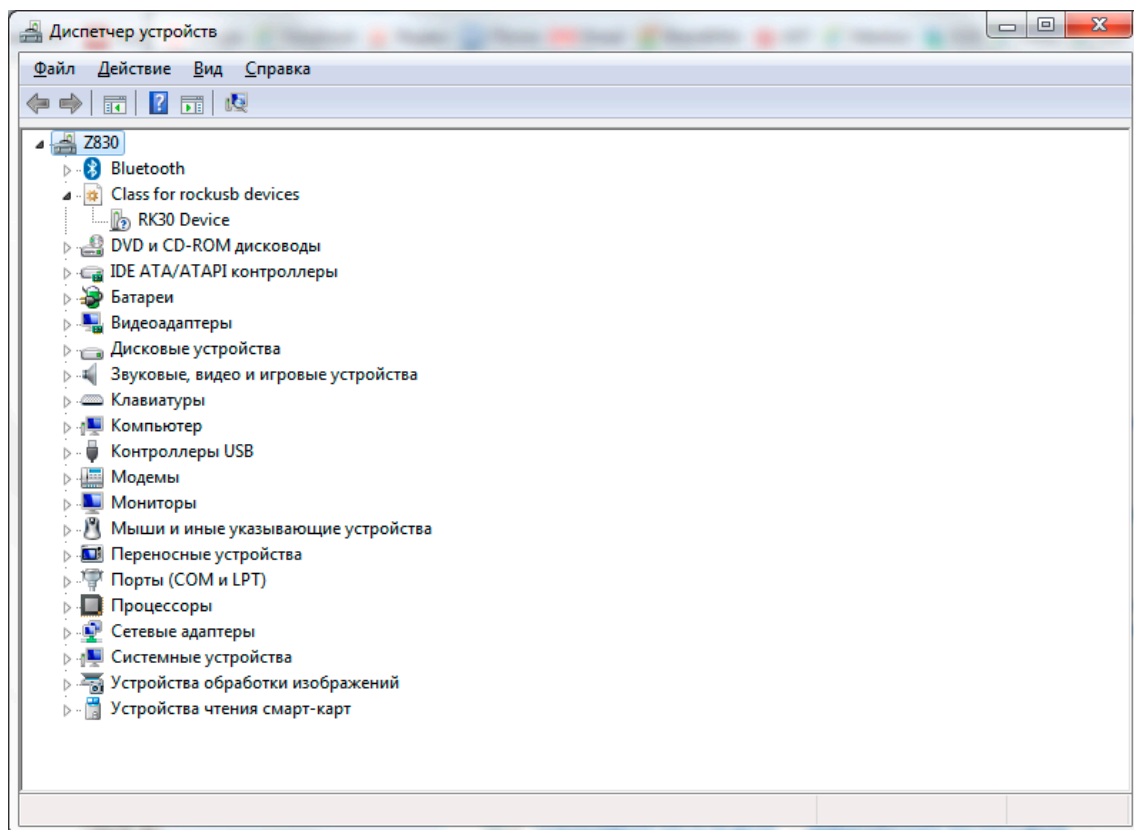 Диспетчер устройств
Файл Действие Вид Справка
Z830
Bluetooth
Class for rockusb devices
RK30 Device
DVD и CD-ROM дисководы
IDE ATA/ATAPI контроллеры
Батареи
Видеоадаптеры
Дисковые устройства
Звуковые, видео и игровые устройства
Клавиатуры
Компьютер
Контроллеры USB
Модемы
Мониторы
Мыши и иные указывающие устройства
Переносные устройства
Порты (COM и LPT)
Процессоры
Сетевые адаптеры
Системные устройства
Устройства обработки изображений
Устройства чтения смарт-карт